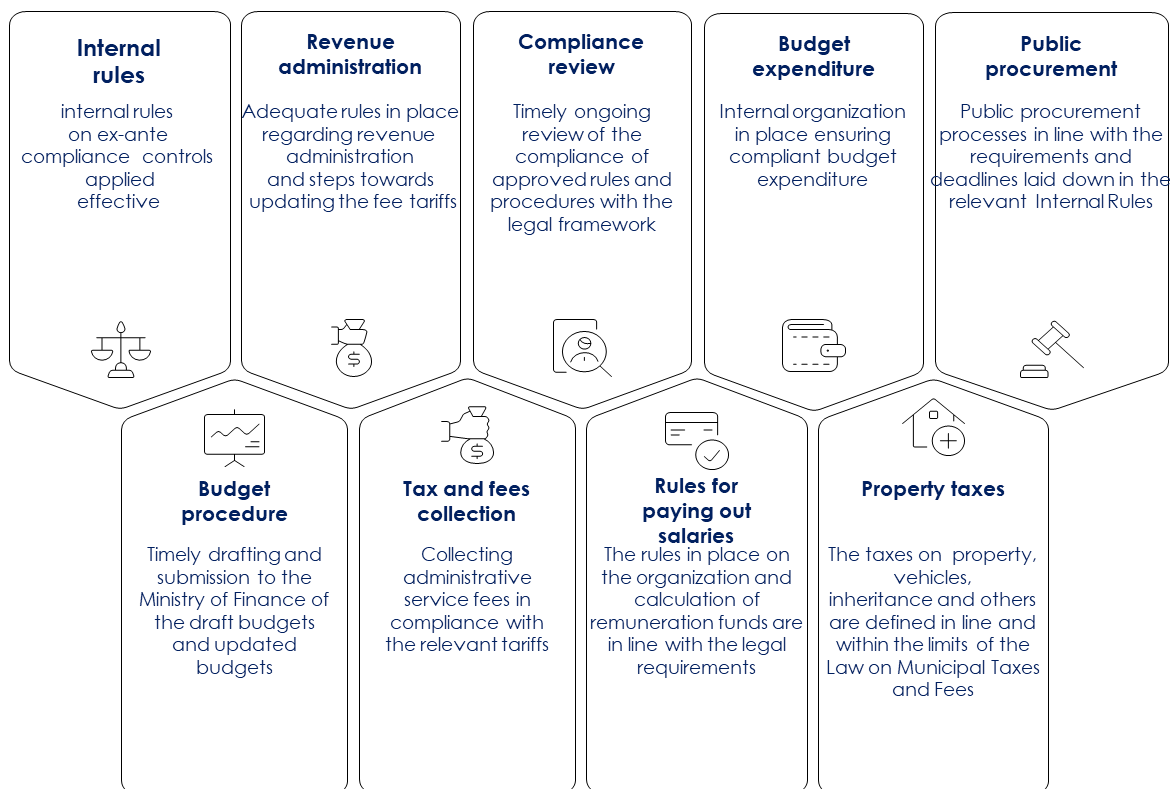 Internal
rules
internal rules
on ex-ante
compliance controls
applied
effective
Revenue
administration
Adequate rules in place
regarding revenue
administration
and steps towards
updating the fee tariffs
Compliance
review
Timely ongoing
review of the
compliance of
approved rules and
procedures with the
legal framework
Budget
expenditure
Internal organization
in place ensuring
compliant budget
expenditure
Public
procurement
Public procurement
processes in line with the
requirements and
deadlines laid down in the
relevant Internal Rules
Budget
procedure
Timely drafting and
submission to the
Ministry of Finance of
the draft budgets
and updated
budgets
Tax and fees
collection
Collecting
administrative
service fees in
compliance with
the relevant tariffs
Rules for
paying out
salaries
The rules in place on
the organization and
calculation of
remuneration funds are
in line with the legal
requirements
Property taxes
The taxes on property,
vehicles,
inheritance and others
are defined in line and
within the limits of the
Law on Municipal Taxes
and Fees